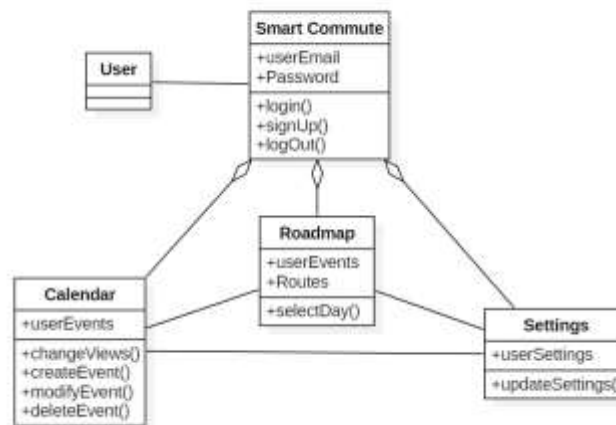 Smart Commute
+userEmail
+Password
+login()
+signUp()
+logOut()
User
Roadmap
+userEvents
+Routes
+selectDay()
Calendar
+userEvents
+changeViews()
+createEvent()
+modifyEvent()
+deleteEvent()
Settings
+userSettings
+updateSettings()